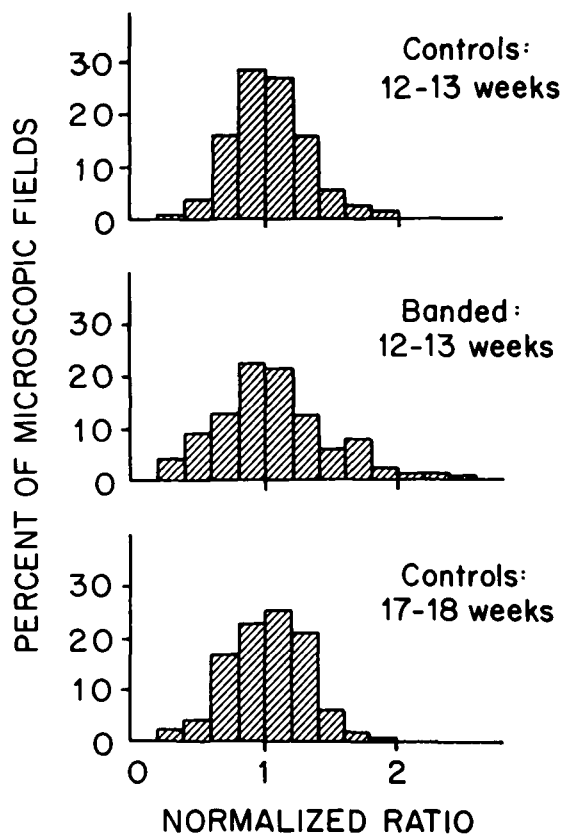 PERCENT OF MICROSCOPIC FIELDS
30
20
10
0
Controls:
12-13 weeks
30
20
10
0
Banded:
12-13 weeks
30
20
10
0
Controls:
17-18 weeks
0 1 2
NORMALIZED RATIO